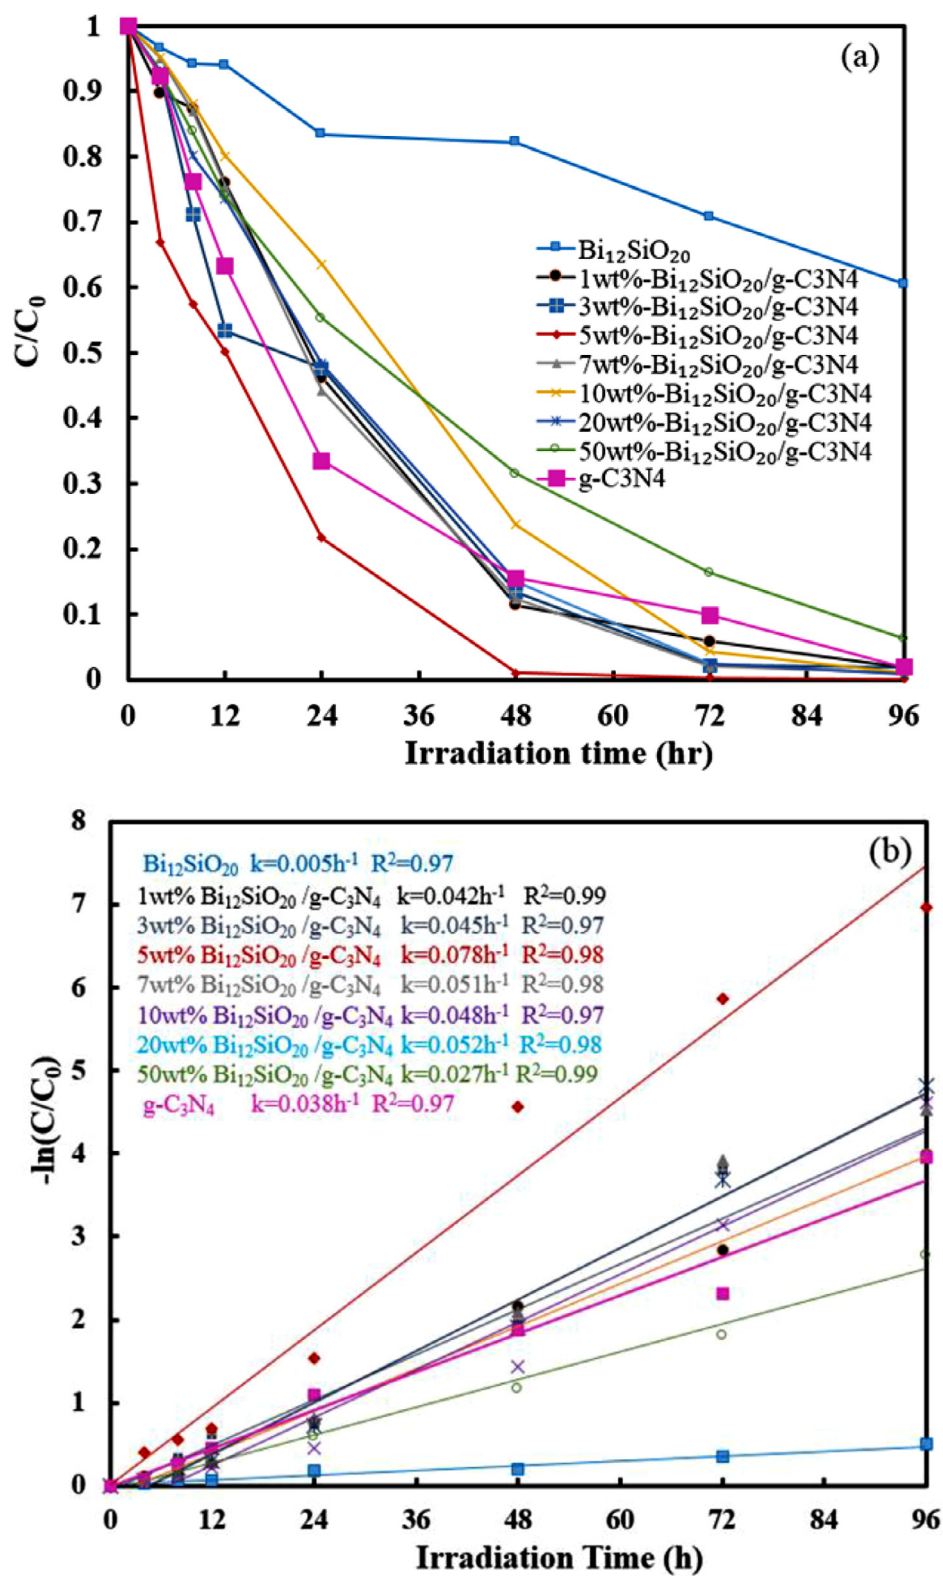 (a)
1
0.9
0.8
0.7
0.6
0.5
0.4
0.3
0.2
0.1
0
C/C₀
Bi₁₂SiO₂₀
1wt%-Bi₁₂SiO₂₀/g-C3N4
3wt%-Bi₁₂SiO₂₀/g-C3N4
5wt%-Bi₁₂SiO₂₀/g-C3N4
7wt%-Bi₁₂SiO₂₀/g-C3N4
10wt%-Bi₁₂SiO₂₀/g-C3N4
20wt%-Bi₁₂SiO₂₀/g-C3N4
50wt%-Bi₁₂SiO₂₀/g-C3N4
g-C3N4
0 12 24 36 48 60 72 84 96
Irradiation time (hr)
(b)
8
7
6
5
4
3
2
1
0
-ln(C/C₀)
Bi₁₂SiO₂₀ k=0.005h⁻¹ R²=0.97
1wt% Bi₁₂SiO₂₀ /g-C₃N₄ k=0.042h⁻¹ R²=0.99
3wt% Bi₁₂SiO₂₀ /g-C₃N₄ k=0.045h⁻¹ R²=0.97
5wt% Bi₁₂SiO₂₀ /g-C₃N₄ k=0.078h⁻¹ R²=0.98
7wt% Bi₁₂SiO₂₀ /g-C₃N₄ k=0.051h⁻¹ R²=0.98
10wt% Bi₁₂SiO₂₀ /g-C₃N₄ k=0.048h⁻¹ R²=0.97
20wt% Bi₁₂SiO₂₀ /g-C₃N₄ k=0.052h⁻¹ R²=0.98
50wt% Bi₁₂SiO₂₀ /g-C₃N₄ k=0.027h⁻¹ R²=0.99
g-C₃N₄ k=0.038h⁻¹ R²=0.97
0 12 24 36 48 60 72 84 96
Irradiation Time (h)